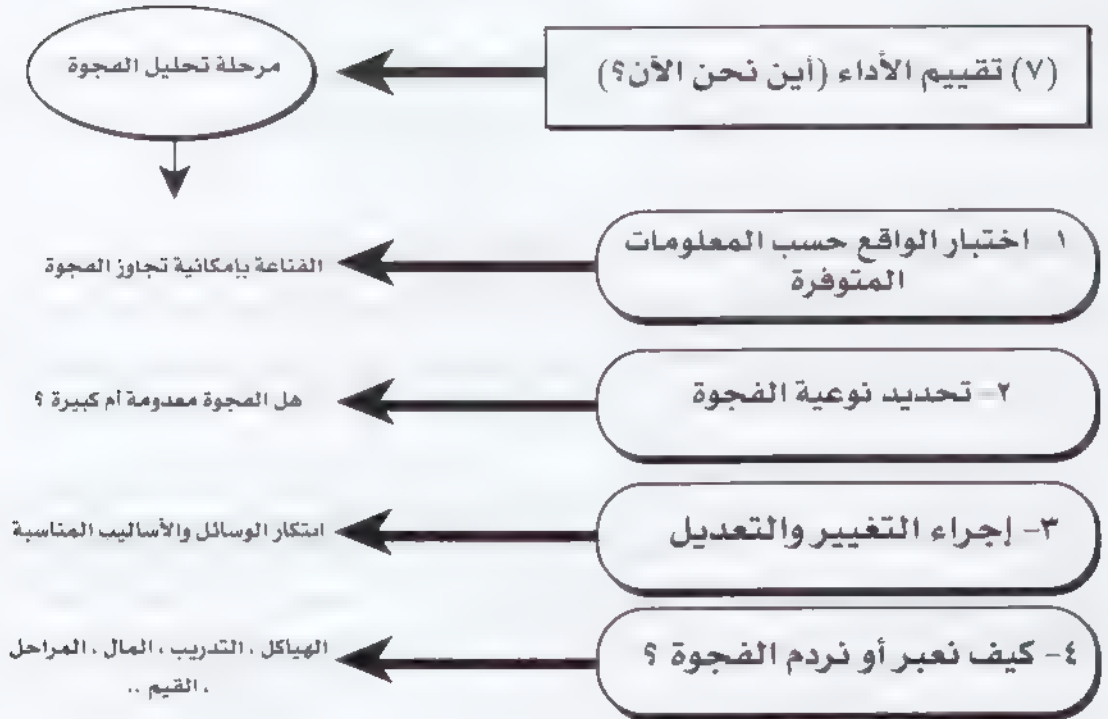 (٧) تقييم الأداء (أين نحن الآن؟)
مرحلة تحليل الفجوة
١- اختبار الواقع حسب المعلومات
المتوفرة
القناعة بإمكانية تجاوز الفجوة
٢- تحديد نوعية الفجوة
هل الفجوة معدومة أم كبيرة ؟
٣- إجراء التغيير والتعديل
ابتكار الوسائل والأساليب المناسبة
٤- كيف نعبر أو نردم الفجوة ؟
الهياكل ، التدريب ، المال ، المراحل
، القيم ..